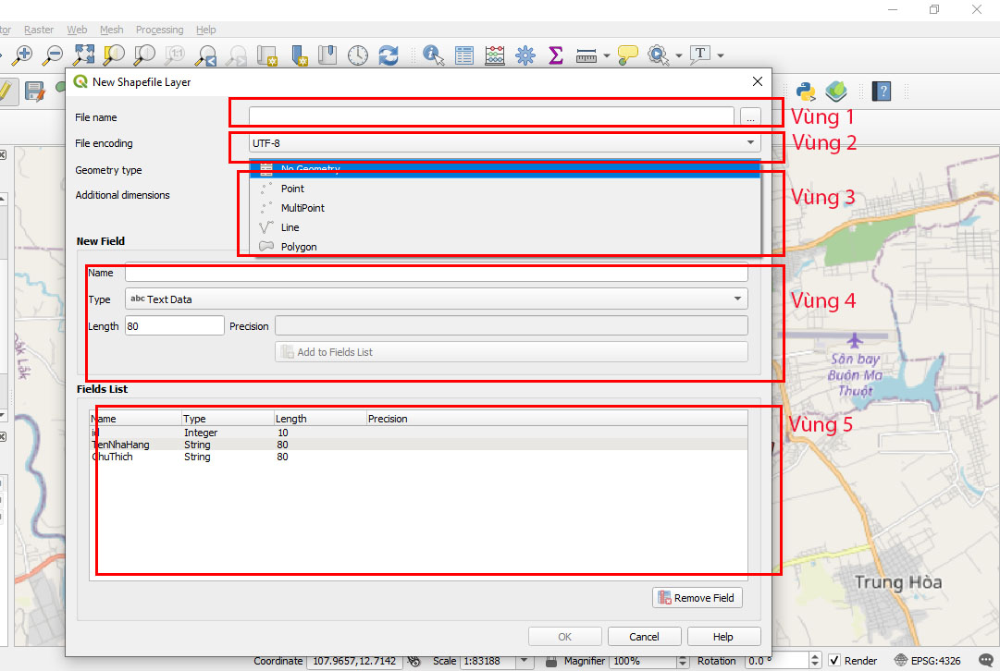 Raster Web Mesh Processing Help
New Shapefile Layer
File name
...
Vùng 1
File encoding
UTF-8
Vùng 2
Geometry type
No Geometry
Additional dimensions
Point
Vùng 3
MultiPoint
Line
Polygon
New Field
Name
Type
abc Text Data
Vùng 4
Length 80 Precision
Add to Fields List
Sân bay
Buôn Ma
Thuột
Đắk Lắk
Fields List
Name Type Length Precision
Vùng 5
id Integer 10
TenNhaHang String 80
GhuThich String 80
Trung Hòa
Remove Field
OK Cancel Help
Coordinate 107.9657,12.7142 Scale 1:83188 Magnifier 100% Rotation 0.0 ° Render EPSG:4326